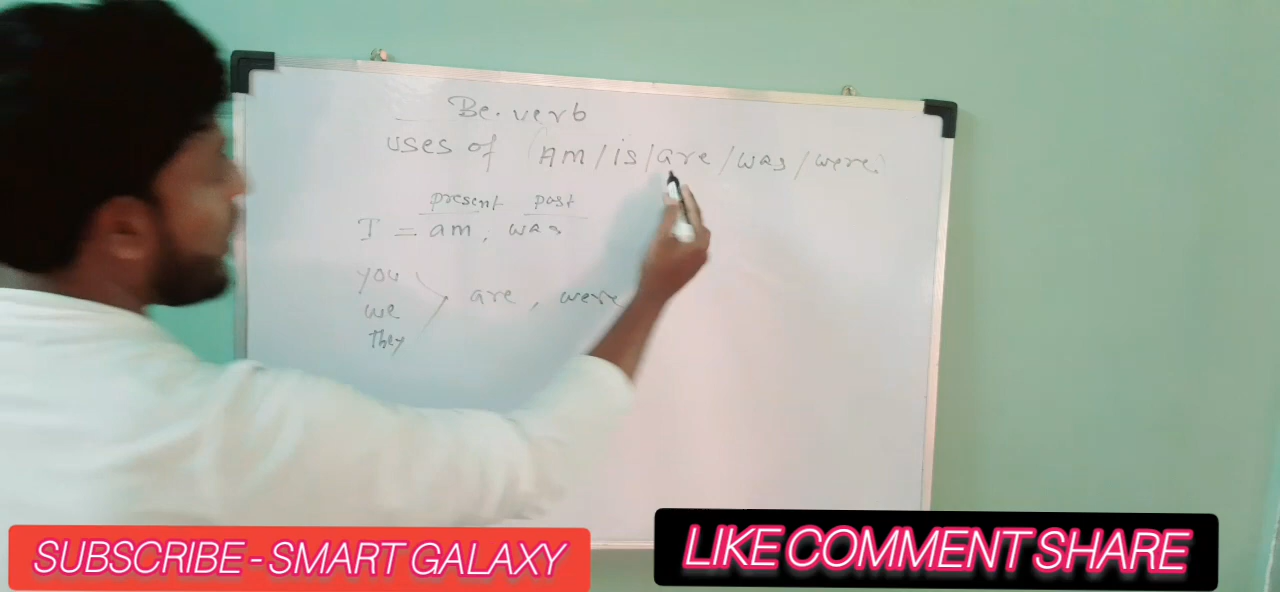 Be. verb
uses of (Am/is/are/was/were)
present past
I = am, was
you
we
they
are, were
SUBSCRIBE - SMART GALAXY
LIKE COMMENT SHARE